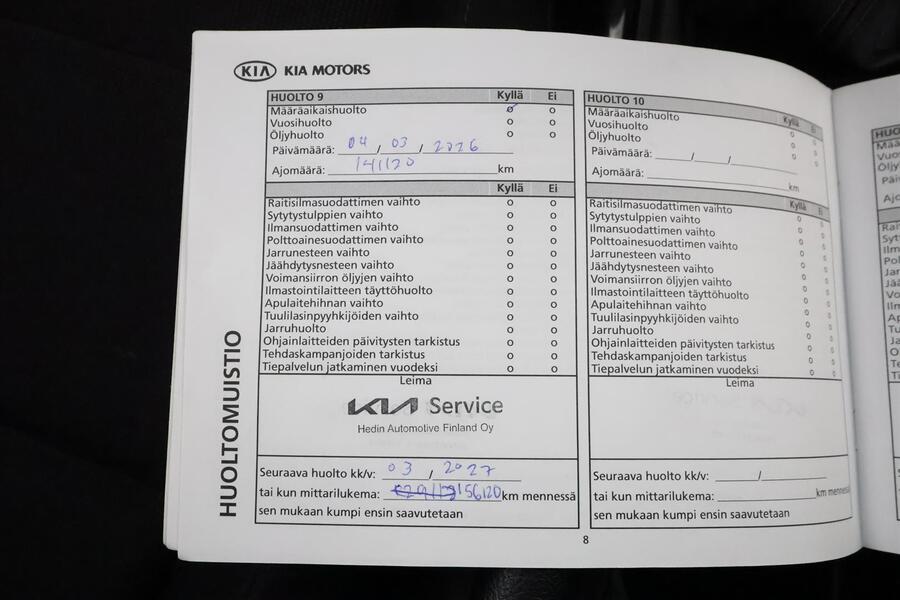 KIA KIA MOTORS
HUOLTO 9 Kyllä Ei
Määräaikaishuolto o o
Vuosihuolto o o
Öljyhuolto o o
Päivämäärä: 04 / 03 / 2026
Ajomäärä: 141120 km
Kyllä Ei
Raitisilmasuodattimen vaihto o o
Sytytystulppien vaihto o o
Ilmansuodattimen vaihto o o
Polttoainesuodattimen vaihto o o
Jarrunesteen vaihto o o
Jäähdytysnesteen vaihto o o
Voimansiirron öljyjen vaihto o o
Ilmastointilaitteen täyttöhuolto o o
Apulaitehihnan vaihto o o
Tuulilasinpyyhkijöiden vaihto o o
Jarruhuolto o o
Ohjainlaitteiden päivitysten tarkistus o o
Tehdaskampanjoiden tarkistus o o
Tiepalvelun jatkaminen vuodeksi o o
Leima
KIA Service
Hedin Automotive Finland Oy
Seuraava huolto kk/v: 03 / 2027
tai kun mittarilukema: 156120 km mennessä
sen mukaan kumpi ensin saavutetaan
HUOLTO 10 Kyllä Ei
Määräaikaishuolto o o
Vuosihuolto o o
Öljyhuolto o o
Päivämäärä: / /
Ajomäärä: km
Kyllä Ei
Raitisilmasuodattimen vaihto o o
Sytytystulppien vaihto o o
Ilmansuodattimen vaihto o o
Polttoainesuodattimen vaihto o o
Jarrunesteen vaihto o o
Jäähdytysnesteen vaihto o o
Voimansiirron öljyjen vaihto o o
Ilmastointilaitteen täyttöhuolto o o
Apulaitehihnan vaihto o o
Tuulilasinpyyhkijöiden vaihto o o
Jarruhuolto o o
Ohjainlaitteiden päivitysten tarkistus o o
Tehdaskampanjoiden tarkistus o o
Tiepalvelun jatkaminen vuodeksi o o
Leima
Seuraava huolto kk/v: /
tai kun mittarilukema: km mennessä
sen mukaan kumpi ensin saavutetaan
HUOLTOMUISTIO
8